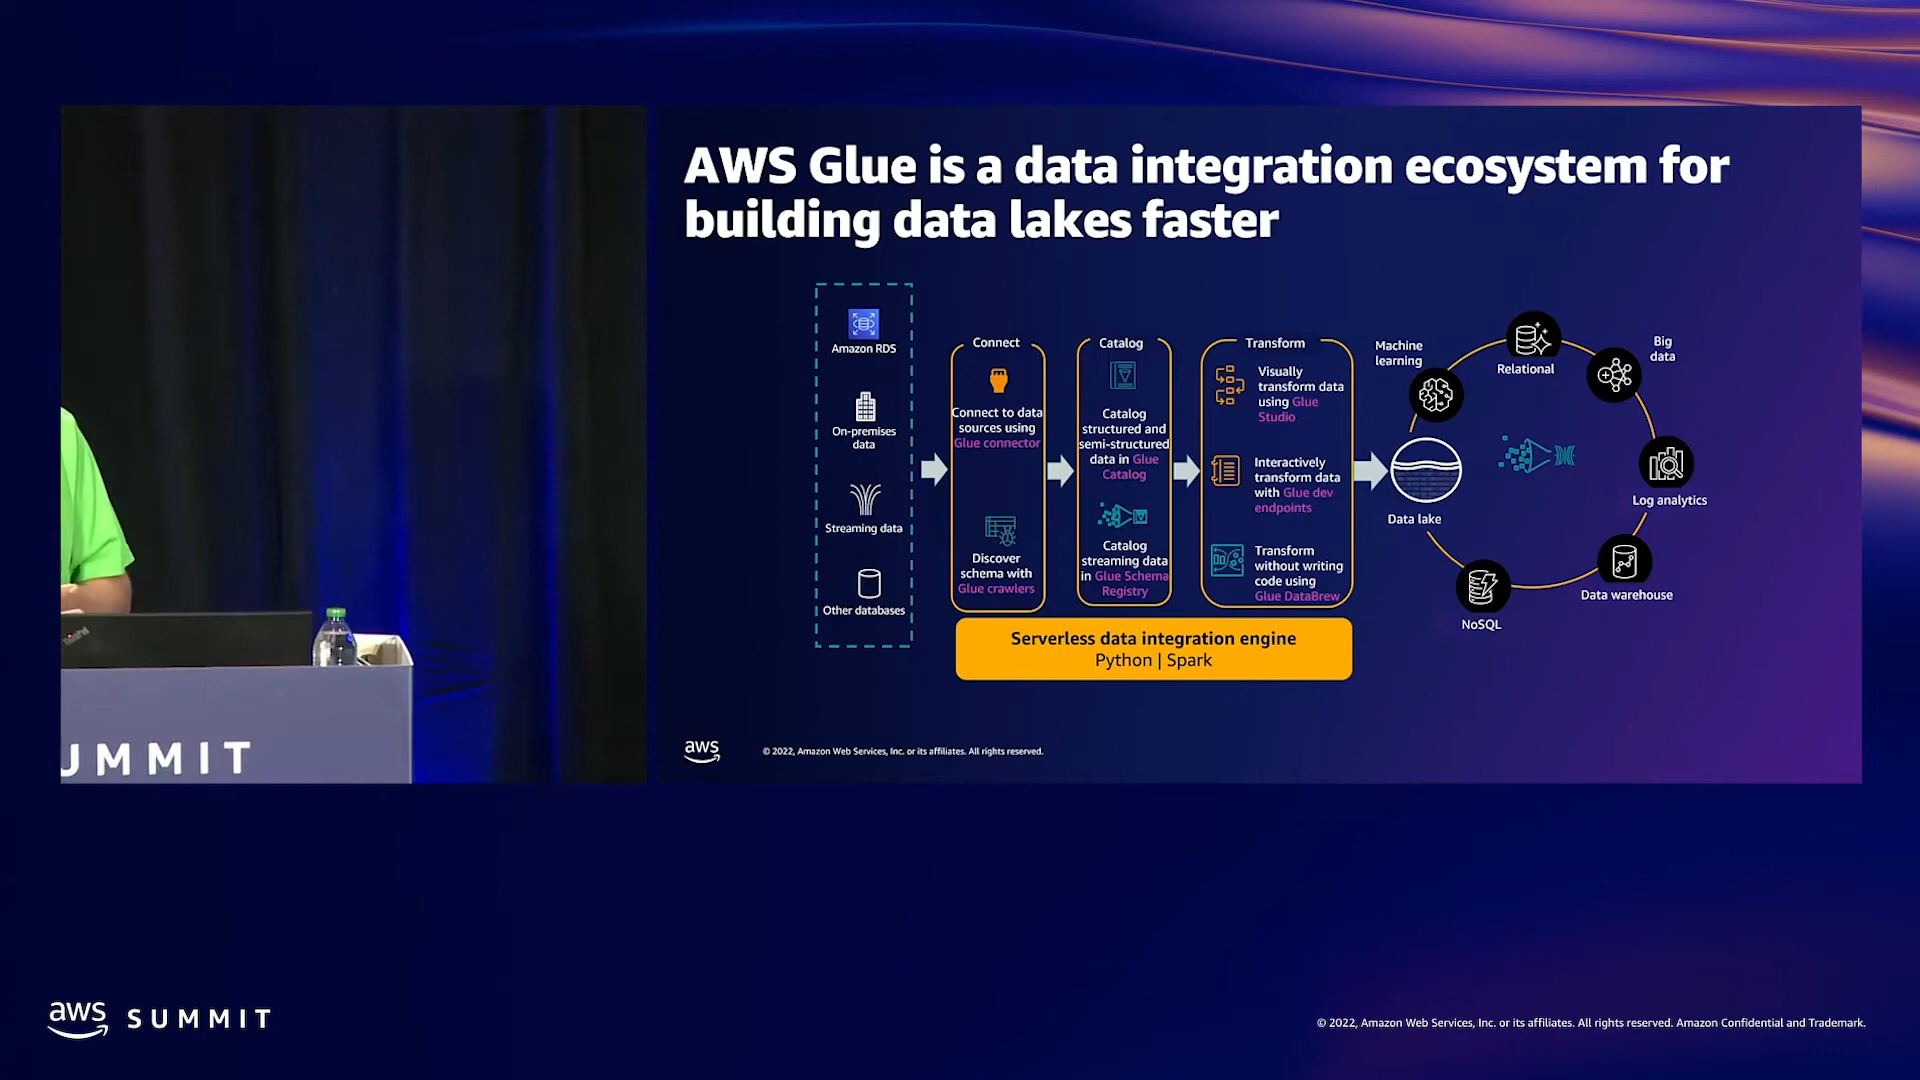 AWS Glue is a data integration ecosystem for
building data lakes faster
Amazon RDS
On-premises
data
Streaming data
Other databases
Connect
Connect to data
sources using
Glue connector
Discover
schema with
Glue crawlers
Catalog
Catalog
structured and
semi-structured
data in Glue
Catalog
Catalog
streaming data
in Glue Schema
Registry
Transform
Visually
transform data
using Glue
Studio
Interactively
transform data
with Glue dev
endpoints
Transform
without writing
code using
Glue DataBrew
Serverless data integration engine
Python | Spark
Machine
learning
Relational
Big
data
Log analytics
Data warehouse
NoSQL
Data lake
aws
© 2022, Amazon Web Services, Inc. or its affiliates. All rights reserved.
UMMIT
aws SUMMIT
© 2022, Amazon Web Services, Inc. or its affiliates. All rights reserved. Amazon Confidential and Trademark.